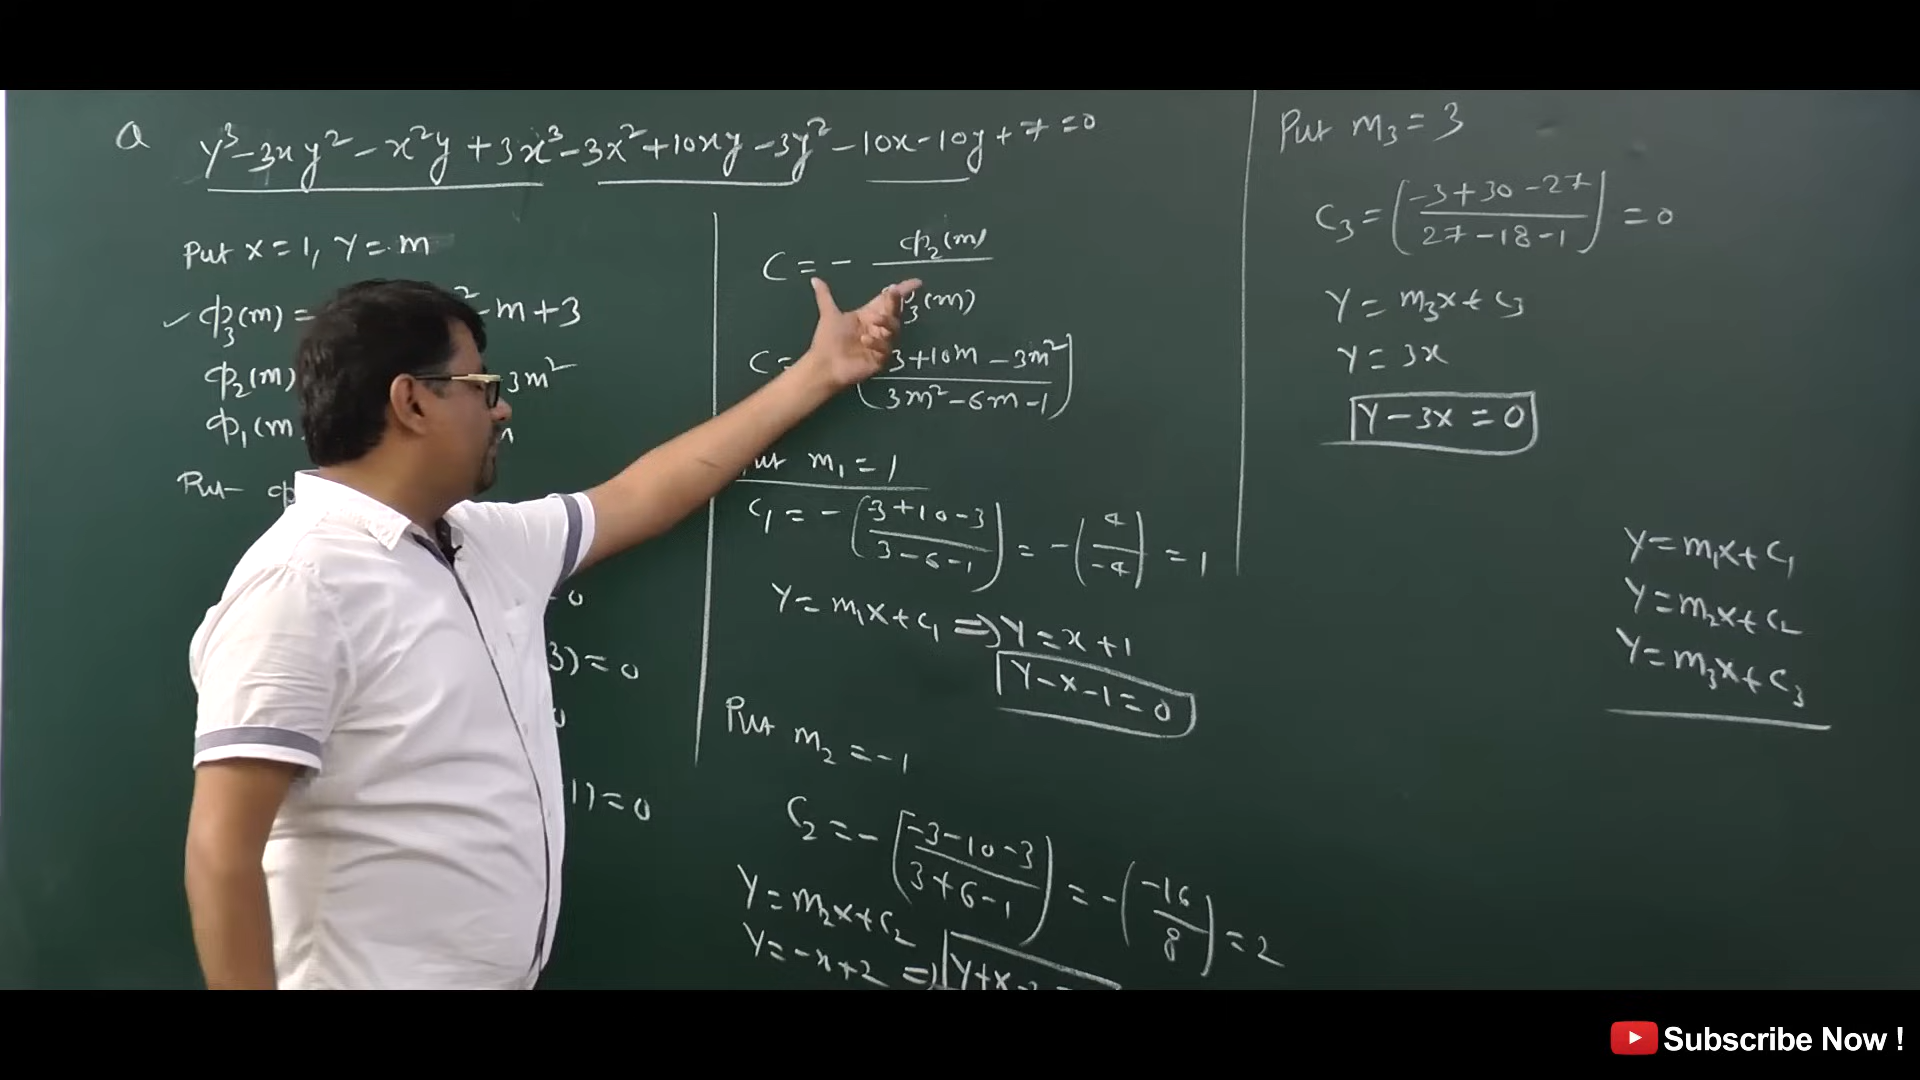 Q y³-3xy²-x²y+3x³-3x²+10xy-3y²-10x-10y+7=0
Put x=1, y=m
✓ φ₃(m) = ² -m+3
φ₂(m) 3m²
φ₁(m
Put φ
=0
3)=0
0
1)=0
C = - φ₂(m) / φ₃(m)
C= 3+10m-3m² / 3m²-6m-1
Put m₁=1
C₁ = -(-3+10-3 / 3-6-1) = -(4 / -4) = 1
y=m₁x+c₁ ⇒ y=x+1
y-x-1=0
Put m₂=-1
C₂ = -(-3-10-3 / 3+6-1) = -(-16 / 8) = 2
y=m₂x+c₂
y=-x+2 ⇒ y+x-
Put m₃=3
C₃ = (-3+30-27 / 27-18-1) = 0
y = m₃x+c₃
y = 3x
y-3x=0
y=m₁x+c₁
y=m₂x+c₂
y=m₃x+c₃
Subscribe Now !